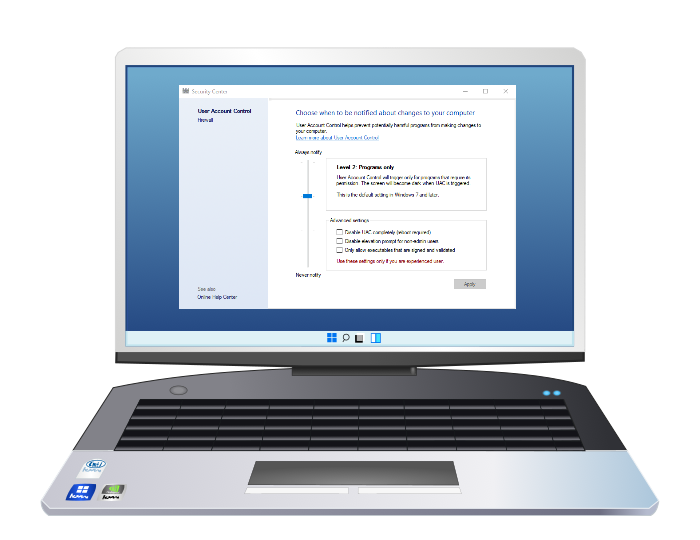 Security Center
User Account Control
Firewall
Choose when to be notified about changes to your computer
User Account Control helps prevent potentially harmful programs from making changes to
your computer.
Learn more about User Account Control
Always notify
Level 2: Programs only
User Account Control will trigger only for programs that require its
permission. The screen will become dark when UAC is triggered.
This is the default setting in Windows 7 and later.
Advanced settings
Disable UAC completely (reboot required)
Disable elevation prompt for non-admin users
Only allow executables that are signed and validated
Use these settings only if you are experienced user.
Never notify
Apply
See also
Online Help Center